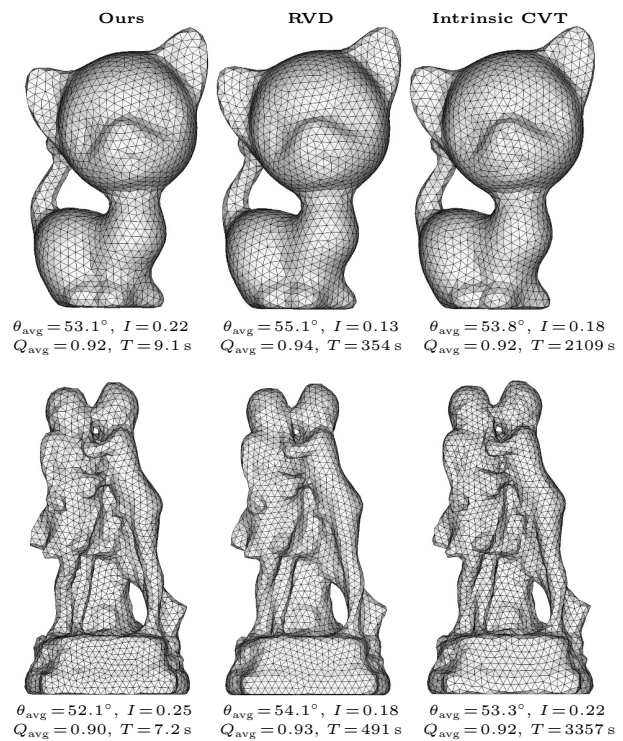 Ours RVD Intrinsic CVT
θavg = 53.1°, I = 0.22 θavg = 55.1°, I = 0.13 θavg = 53.8°, I = 0.18
Qavg = 0.92, T = 9.1 s Qavg = 0.94, T = 354 s Qavg = 0.92, T = 2109 s
θavg = 52.1°, I = 0.25 θavg = 54.1°, I = 0.18 θavg = 53.3°, I = 0.22
Qavg = 0.90, T = 7.2 s Qavg = 0.93, T = 491 s Qavg = 0.92, T = 3357 s